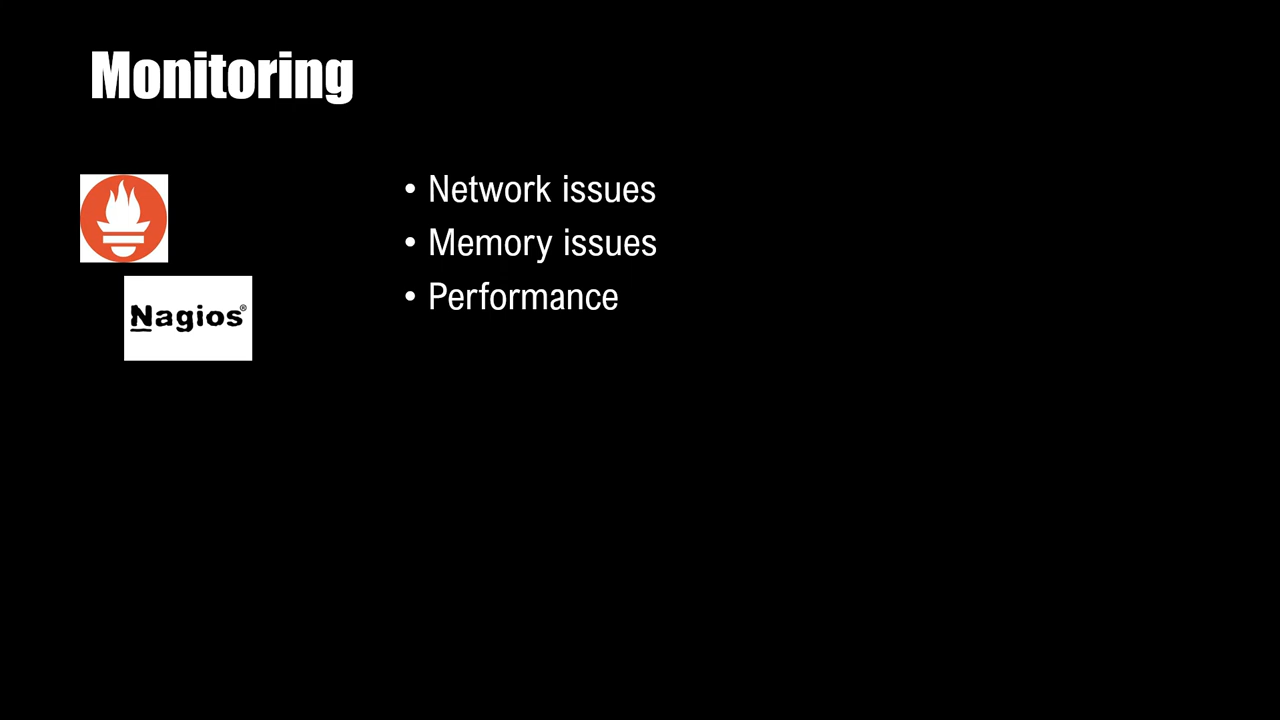 Monitoring
• Network issues
• Memory issues
• Performance
Nagios®